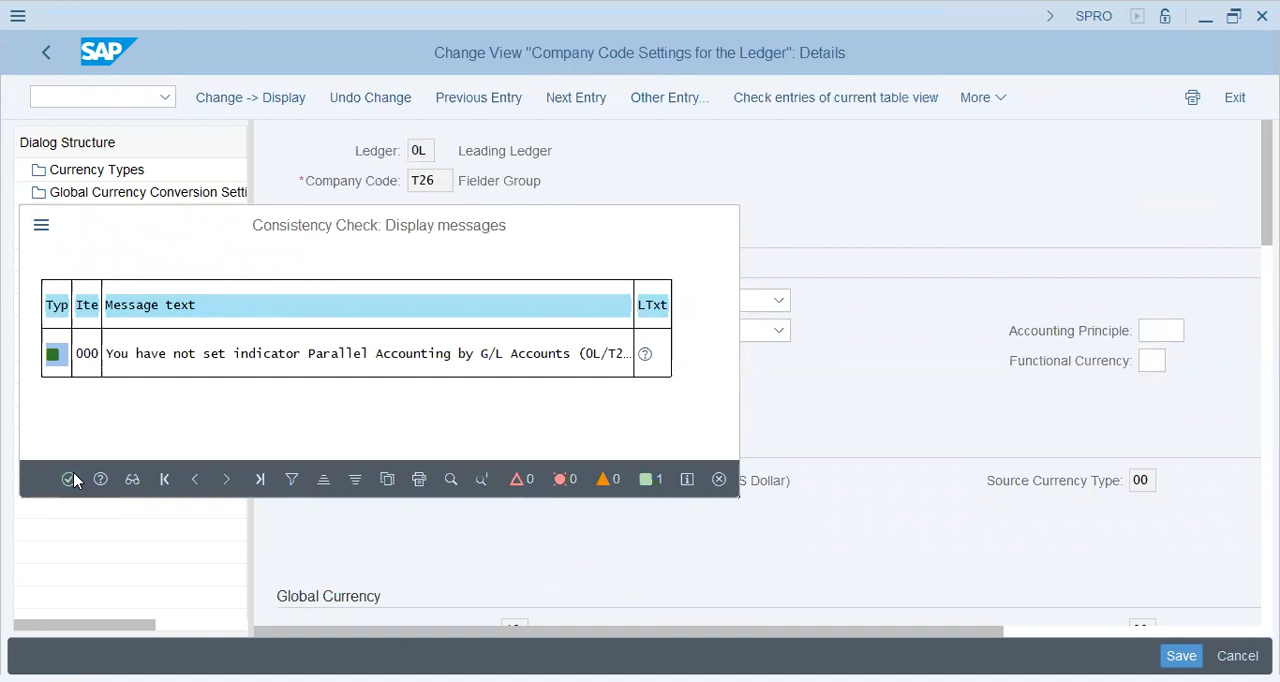 SPRO
SAP
Change View "Company Code Settings for the Ledger": Details
Change -> Display Undo Change Previous Entry Next Entry Other Entry... Check entries of current table view More Exit
Dialog Structure
Currency Types
Global Currency Conversion Setti
Ledger: 0L Leading Ledger
*Company Code: T26 Fielder Group
Consistency Check: Display messages
Typ Ite Message text LTxt
000 You have not set indicator Parallel Accounting by G/L Accounts (0L/T2...
0 0 0 1
Accounting Principle:
Functional Currency:
S Dollar) Source Currency Type: 00
Global Currency
Save Cancel